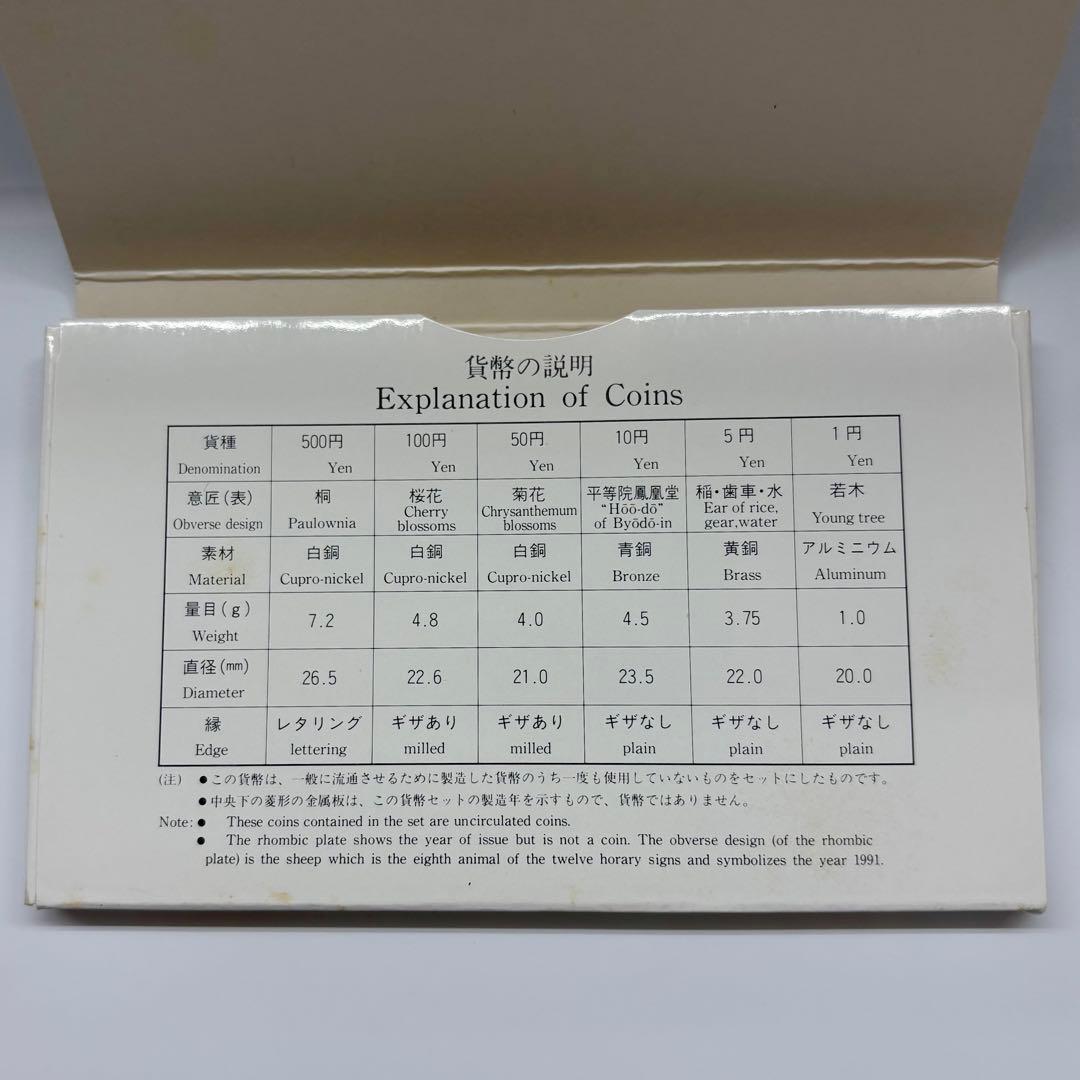 貨幣の説明
Explanation of Coins
貨種 500円 100円 50円 10円 5円 1円
Denomination Yen Yen Yen Yen Yen Yen
意匠(表) 桐 桜花 菊花 平等院鳳凰堂 稲・歯車・水 若木
Obverse design Paulownia Cherry blossoms Chrysanthemum blossoms "Hōō-dō" of Byōdō-in Ear of rice, gear,water Young tree
素材 白銅 白銅 白銅 青銅 黄銅 アルミニウム
Material Cupro-nickel Cupro-nickel Cupro-nickel Bronze Brass Aluminum
量目(g) 7.2 4.8 4.0 4.5 3.75 1.0
Weight
直径(mm) 26.5 22.6 21.0 23.5 22.0 20.0
Diameter
縁 レタリング ギザあり ギザあり ギザなし ギザなし ギザなし
Edge lettering milled milled plain plain plain
(注) ●この貨幣は、一般に流通させるために製造した貨幣のうち一度も使用していないものをセットにしたものです。
●中央下の菱形の金属板は、この貨幣セットの製造年を示すもので、貨幣ではありません。
Note: ● These coins contained in the set are uncirculated coins.
● The rhombic plate shows the year of issue but is not a coin. The obverse design (of the rhombic
plate) is the sheep which is the eighth animal of the twelve horary signs and symbolizes the year 1991.